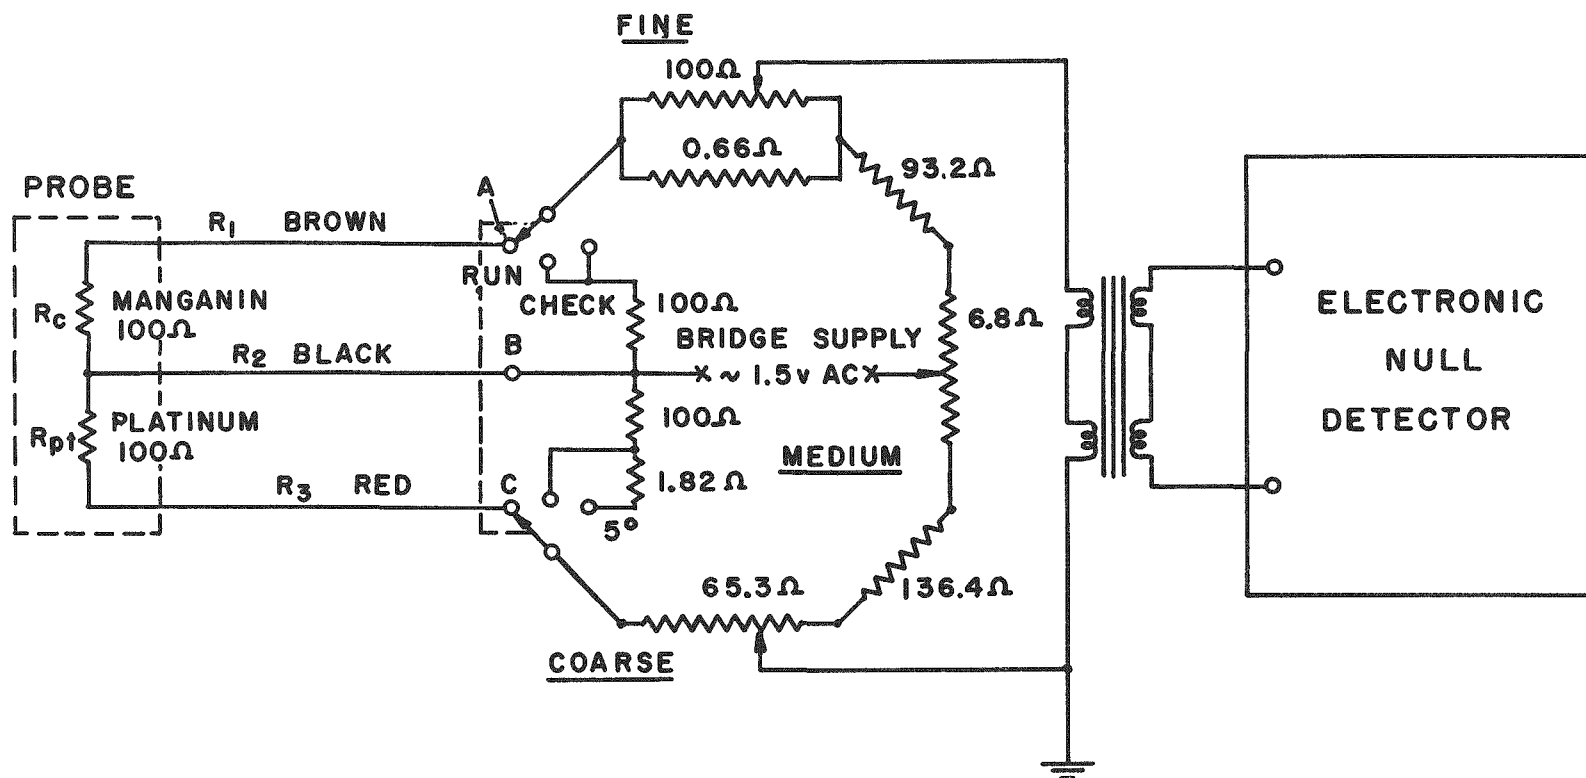 FINE
100Ω
0.66Ω
93.2Ω
PROBE
A
R1 BROWN
RUN
CHECK
Rc
MANGANIN
100Ω
100Ω
6.8Ω
ELECTRONIC
NULL
DETECTOR
R2 BLACK
B
BRIDGE SUPPLY
~ 1.5v AC
Rpt
PLATINUM
100Ω
100Ω
MEDIUM
R3 RED
C
1.82Ω
5°
65.3Ω
136.4Ω
COARSE